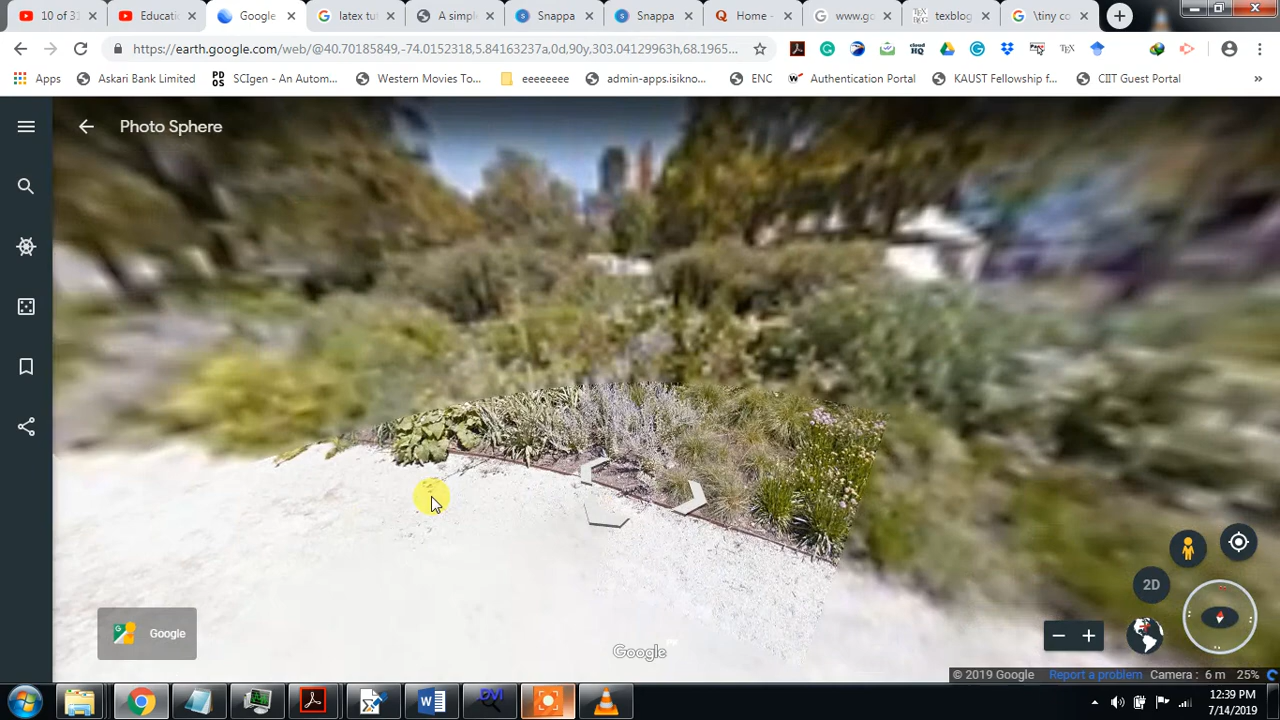 10 of 31
Educatio
Google
latex tu
A simpl
Snappa
Snappa
Home -
www.go
texblog
\tiny co
https://earth.google.com/web/@40.70185849,-74.0152318,5.84163237a,0d,90y,303.04129963h,68.1985...
Apps
Askari Bank Limited
SCIgen - An Autom...
Western Movies To...
eeeeeee
admin-apps.isikno...
ENC
Authentication Portal
KAUST Fellowship f...
CIIT Guest Portal
»
Photo Sphere
2D
Google
Google
© 2019 Google
Report a problem
Camera : 6 m
25%
12:39 PM
7/14/2019